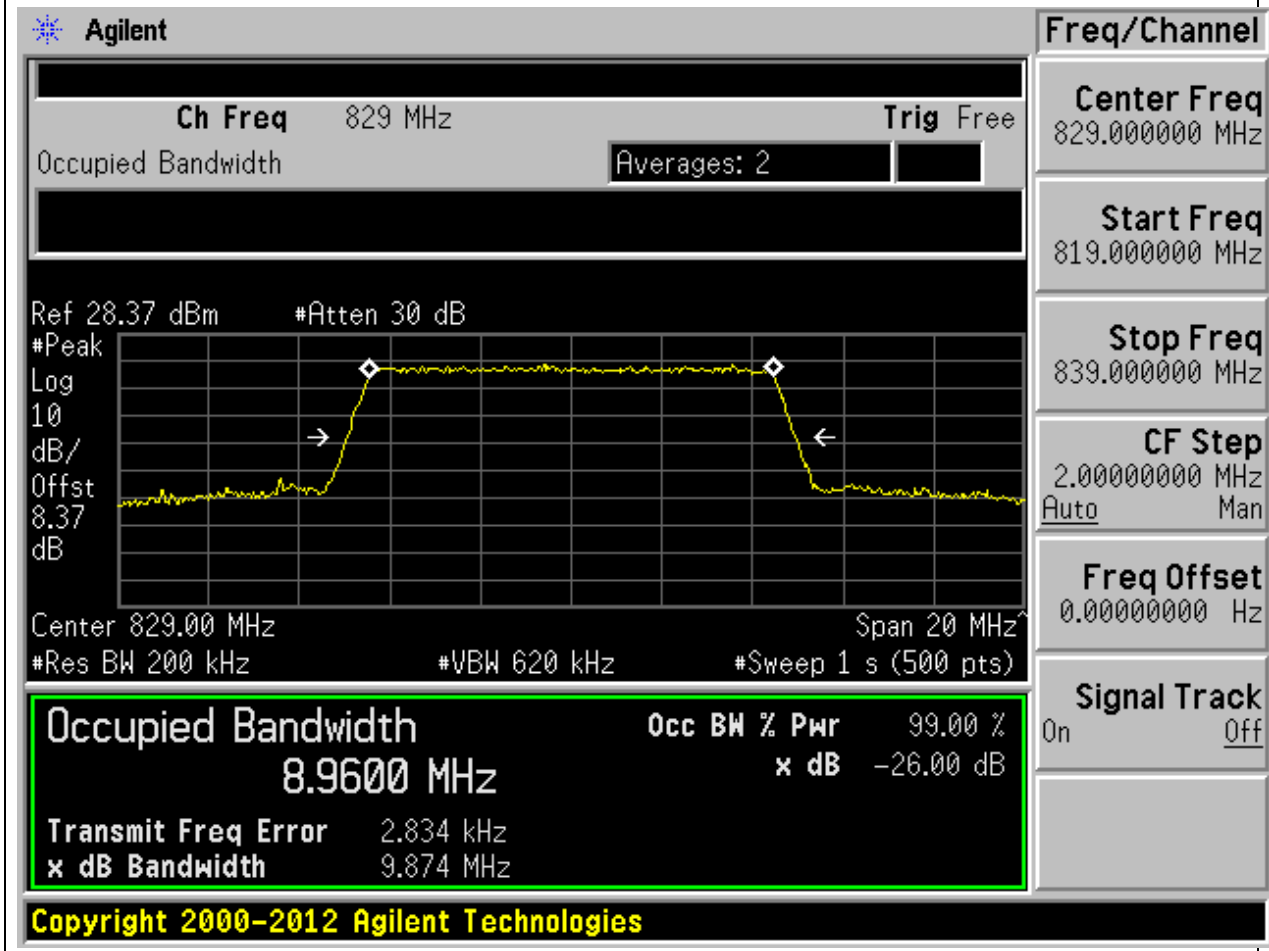 Agilent
Freq/Channel
Ch Freq 829 MHz Trig Free
Occupied Bandwidth Averages: 2
Ref 28.37 dBm #Atten 30 dB
#Peak
Log
10
dB/
Offst
8.37
dB
Center 829.00 MHz Span 20 MHz^
#Res BW 200 kHz #VBW 620 kHz #Sweep 1 s (500 pts)
Occupied Bandwidth Occ BW % Pwr 99.00 %
8.9600 MHz x dB -26.00 dB
Transmit Freq Error 2.834 kHz
x dB Bandwidth 9.874 MHz
Center Freq
829.000000 MHz
Start Freq
819.000000 MHz
Stop Freq
839.000000 MHz
CF Step
2.00000000 MHz
Auto Man
Freq Offset
0.00000000 Hz
Signal Track
On Off
Copyright 2000-2012 Agilent Technologies